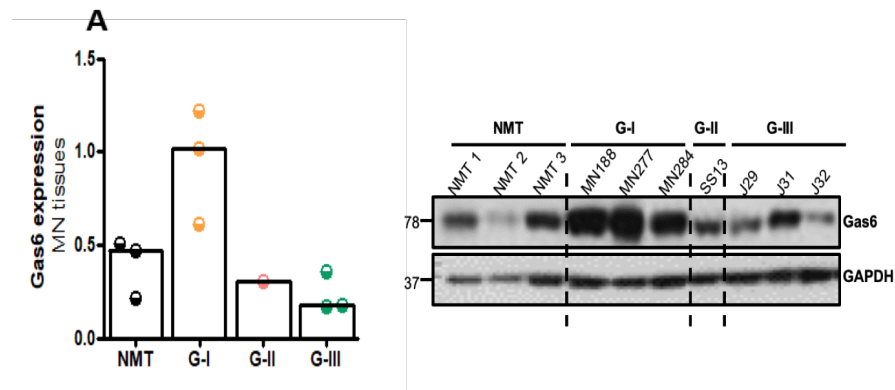 A
Gas6 expression
MN tissues
1.5
1.0
0.5
0.0
NMT G-I G-II G-III
NMT G-I G-II G-III
NMT 1 NMT 2 NMT 3 MN188 MN277 MN284 SS13 J29 J31 J32
78 Gas6
37 GAPDH